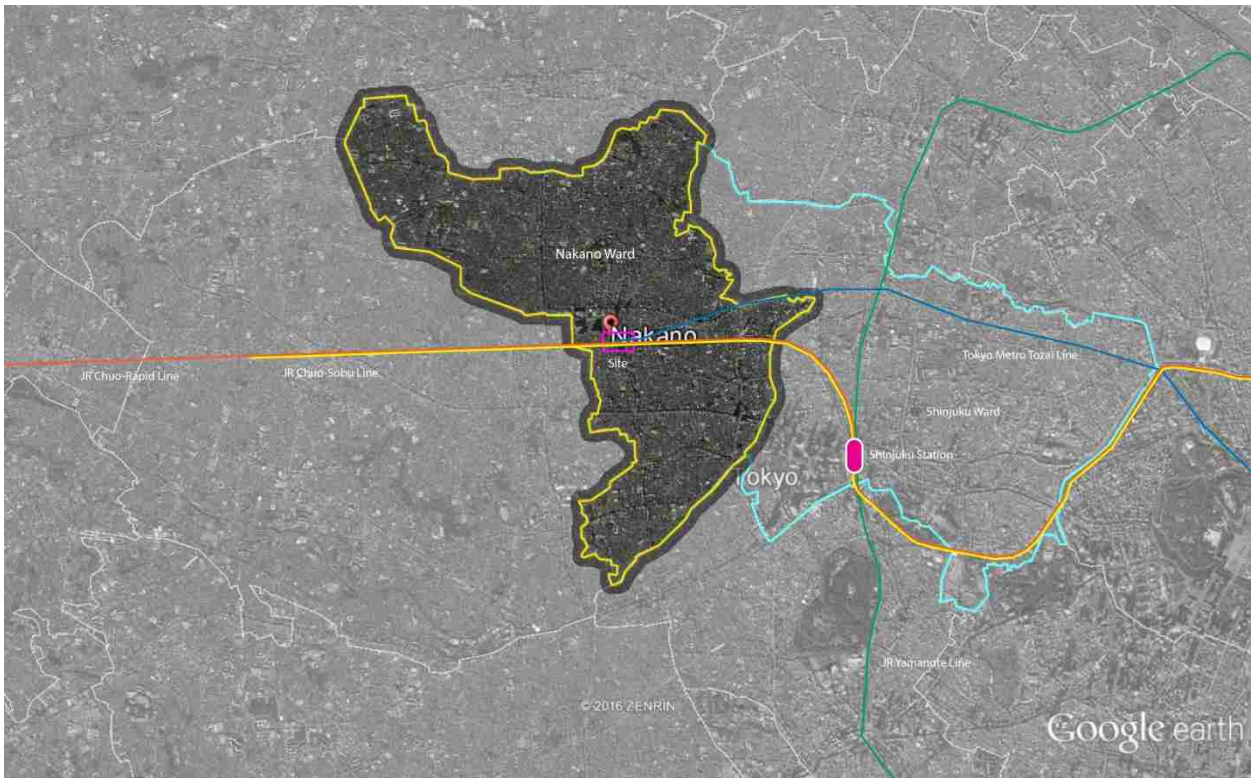 Nakano Ward
Nakano
Site
JR Chuo-Rapid Line
JR Chuo-Sobu Line
Tokyo Metro Tozai Line
Shinjuku Ward
Shinjuku Station
Tokyo
JR Yamanote Line
© 2016 ZENRIN
Google earth